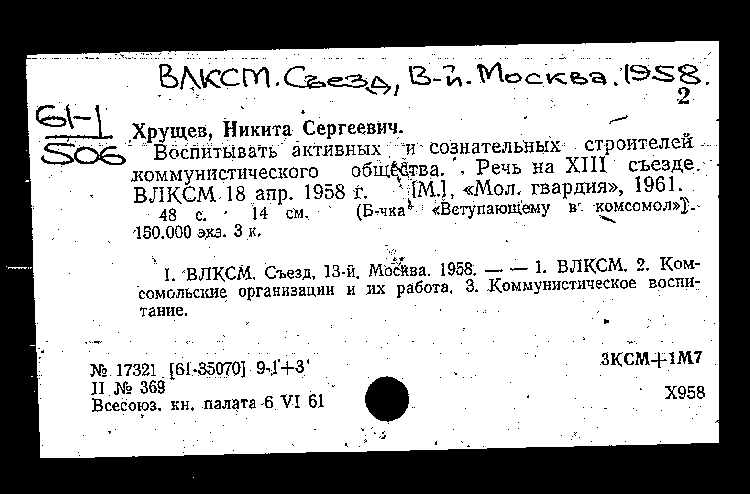 ВЛКСМ. Съезд, 13-й. Москва. 1958.
2
61-1
506
Хрущев, Никита Сергеевич.
Воспитывать активных и сознательных строителей
коммунистического общества. Речь на XIII съезде
ВЛКСМ 18 апр. 1958 г. [М.], «Мол. гвардия», 1961.
48 с. 14 см. (Б-чка «Вступающему в комсомол»).
150.000 экз. 3 к.
I. ВЛКСМ. Съезд, 13-й. Москва. 1958. — — 1. ВЛКСМ. 2. Ком-
сомольские организации и их работа. 3. Коммунистическое воспи-
тание.
№ 17321 [61-35070] 9-1+3
3КСМ+1М7
II № 369
Х958
Всесоюз. кн. палата 6 VI 61